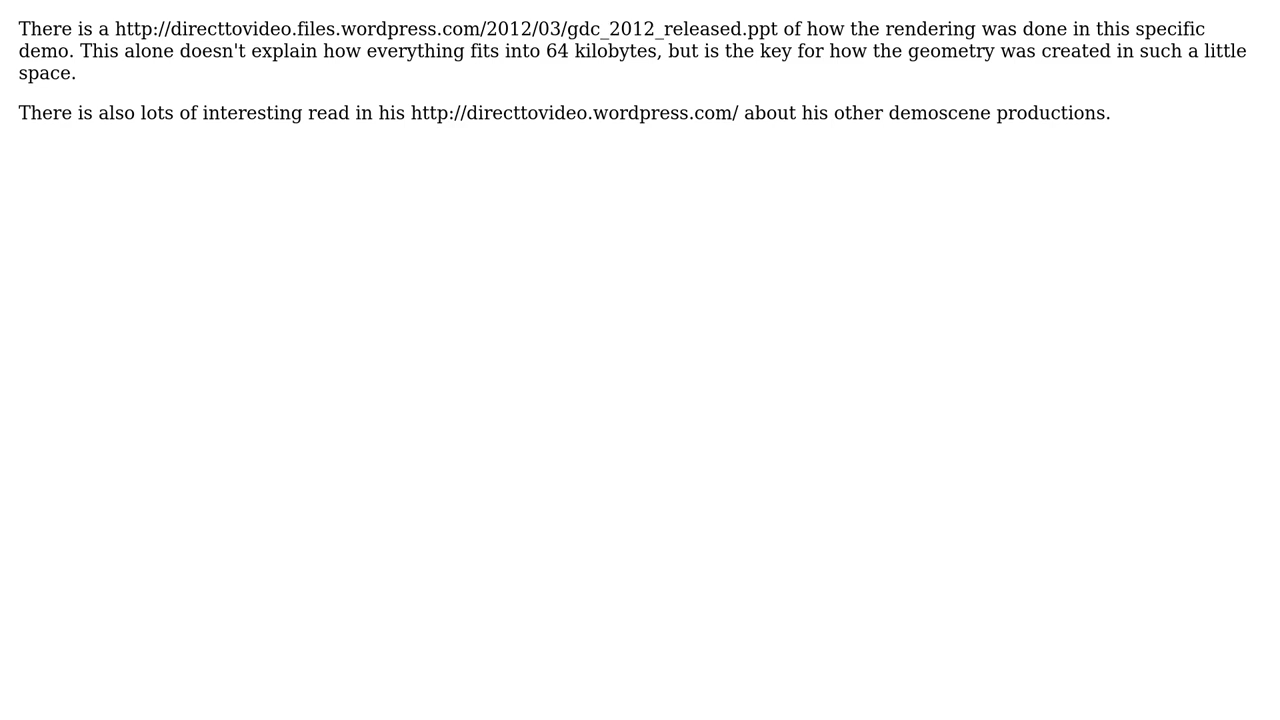 There is a http://directtovideo.files.wordpress.com/2012/03/gdc_2012_released.ppt of how the rendering was done in this specific
demo. This alone doesn't explain how everything fits into 64 kilobytes, but is the key for how the geometry was created in such a little
space.
There is also lots of interesting read in his http://directtovideo.wordpress.com/ about his other demoscene productions.